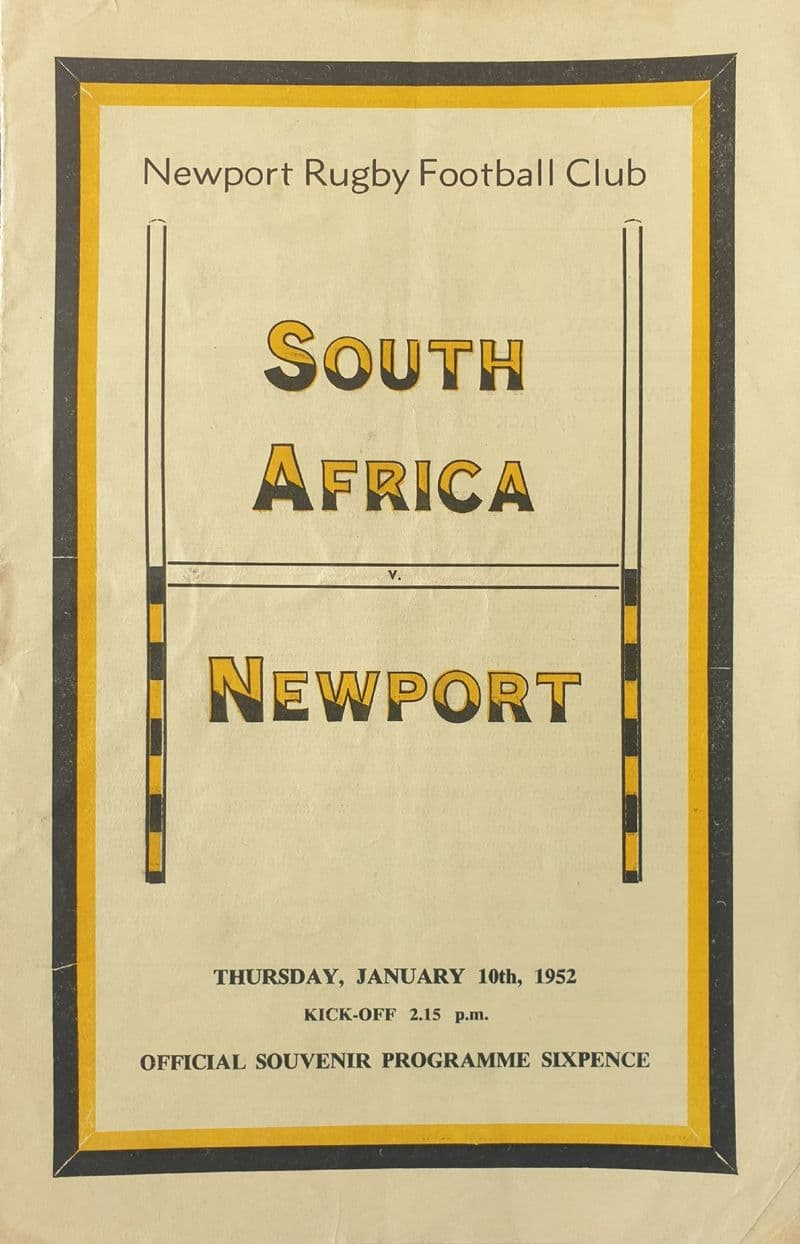 Newport Rugby Football Club
SOUTH
AFRICA
v.
NEWPORT
THURSDAY, JANUARY 10th, 1952
KICK-OFF 2.15 p.m.
OFFICIAL SOUVENIR PROGRAMME SIXPENCE